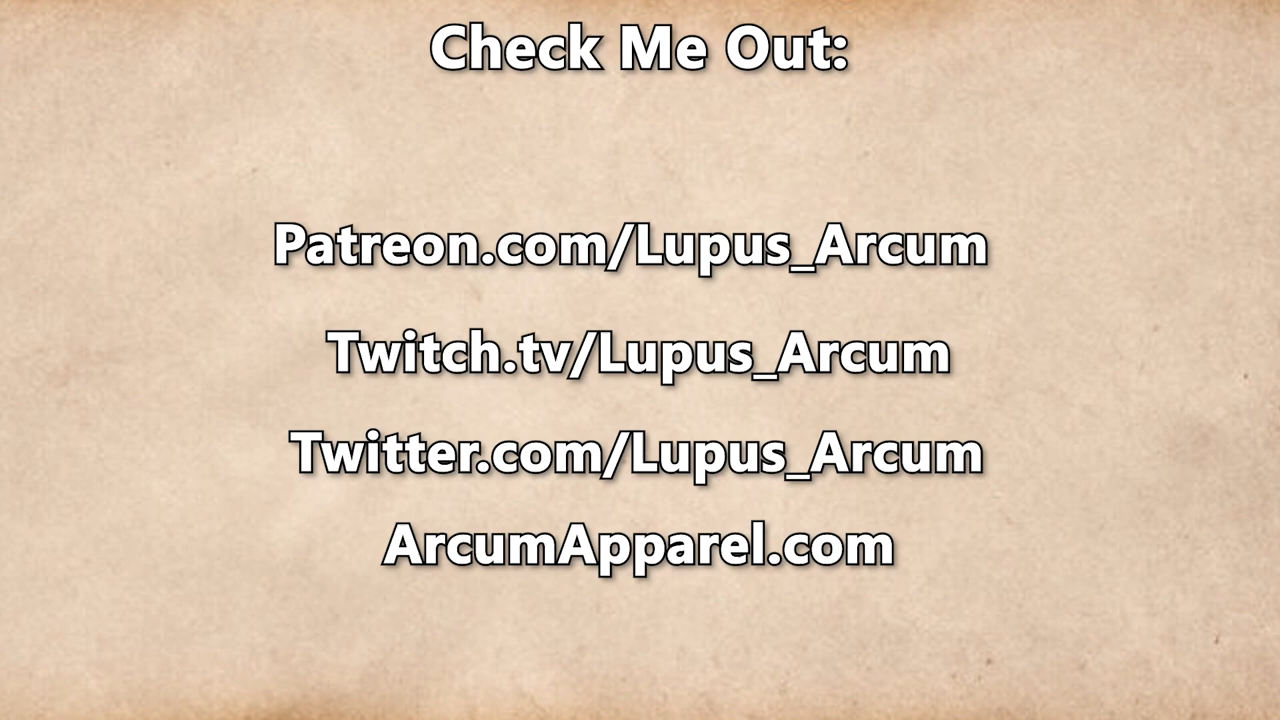 Check Me Out:
Patreon.com/Lupus_Arcum
Twitch.tv/Lupus_Arcum
Twitter.com/Lupus_Arcum
ArcumApparel.com